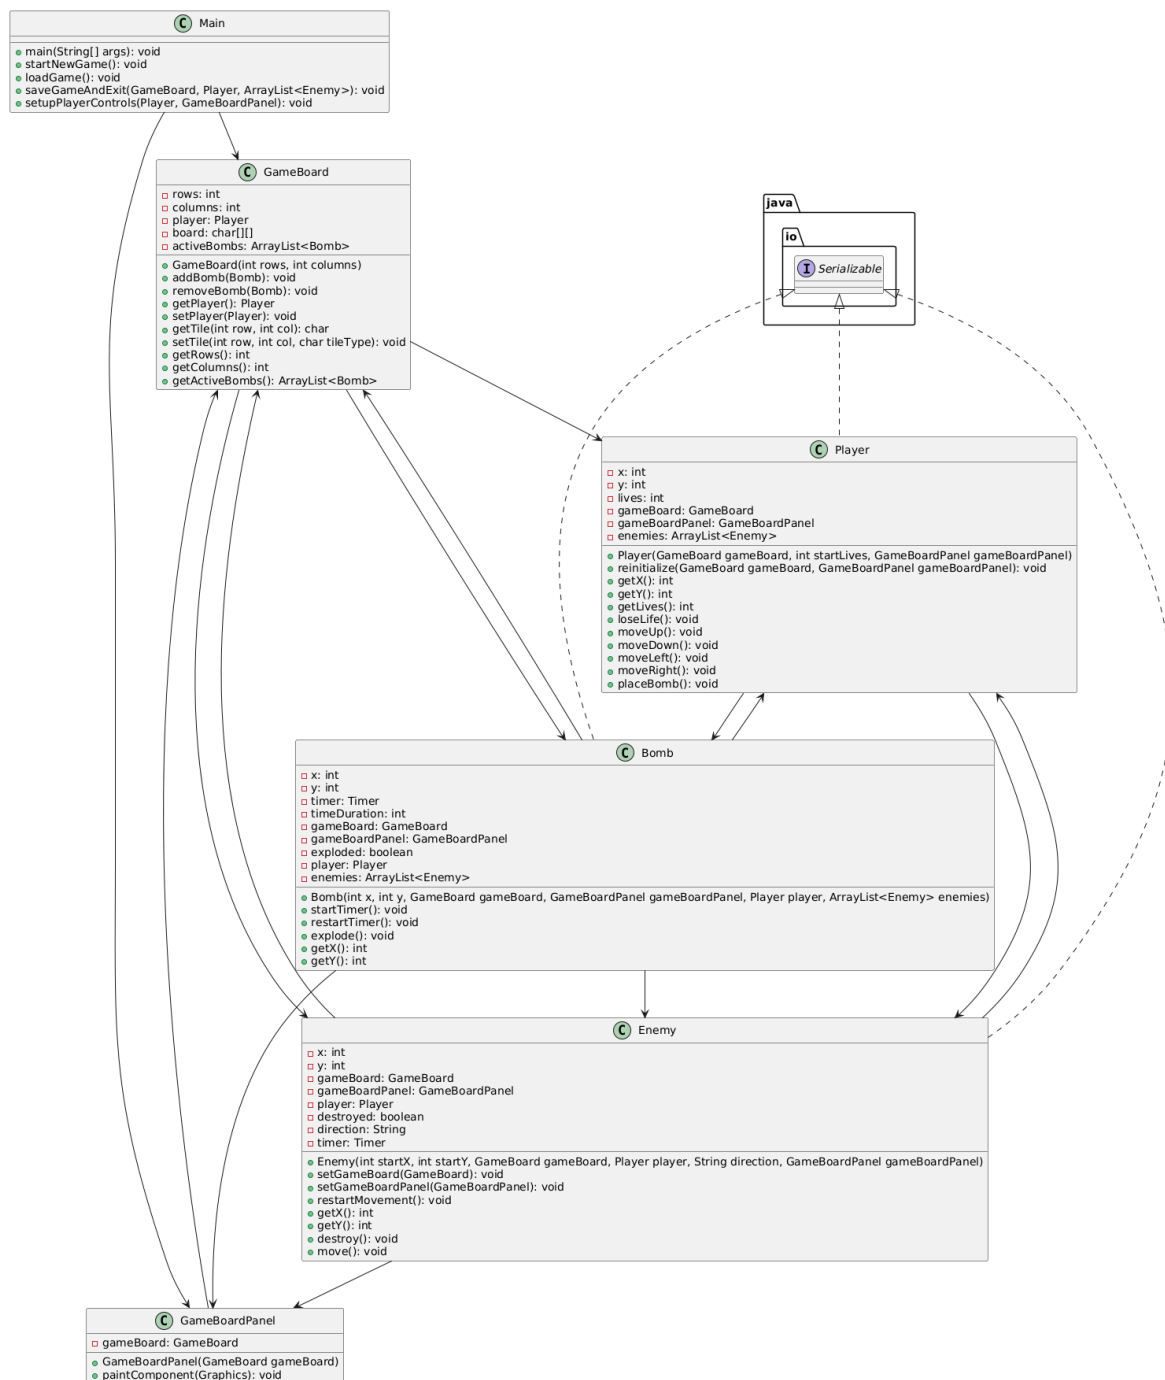 C Main
main(String[] args): void
startNewGame(): void
loadGame(): void
saveGameAndExit(GameBoard, Player, ArrayList<Enemy>): void
setupPlayerControls(Player, GameBoardPanel): void
C GameBoard
rows: int
columns: int
player: Player
board: char[][]
activeBombs: ArrayList<Bomb>
GameBoard(int rows, int columns)
addBomb(Bomb): void
removeBomb(Bomb): void
getPlayer(): Player
setPlayer(Player): void
getTile(int row, int col): char
setTile(int row, int col, char tileType): void
getRows(): int
getColumns(): int
getActiveBombs(): ArrayList<Bomb>
java
io
I Serializable
C Player
x: int
y: int
lives: int
gameBoard: GameBoard
gameBoardPanel: GameBoardPanel
enemies: ArrayList<Enemy>
Player(GameBoard gameBoard, int startLives, GameBoardPanel gameBoardPanel)
reinitialize(GameBoard gameBoard, GameBoardPanel gameBoardPanel): void
getX(): int
getY(): int
getLives(): int
loseLife(): void
moveUp(): void
moveDown(): void
moveLeft(): void
moveRight(): void
placeBomb(): void
C Bomb
x: int
y: int
timer: Timer
timeDuration: int
gameBoard: GameBoard
gameBoardPanel: GameBoardPanel
exploded: boolean
player: Player
enemies: ArrayList<Enemy>
Bomb(int x, int y, GameBoard gameBoard, GameBoardPanel gameBoardPanel, Player player, ArrayList<Enemy> enemies)
startTimer(): void
restartTimer(): void
explode(): void
getX(): int
getY(): int
C Enemy
x: int
y: int
gameBoard: GameBoard
gameBoardPanel: GameBoardPanel
player: Player
destroyed: boolean
direction: String
timer: Timer
Enemy(int startX, int startY, GameBoard gameBoard, Player player, String direction, GameBoardPanel gameBoardPanel)
setGameBoard(GameBoard): void
setGameBoardPanel(GameBoardPanel): void
restartMovement(): void
getX(): int
getY(): int
destroy(): void
move(): void
C GameBoardPanel
gameBoard: GameBoard
GameBoardPanel(GameBoard gameBoard)
paintComponent(Graphics): void